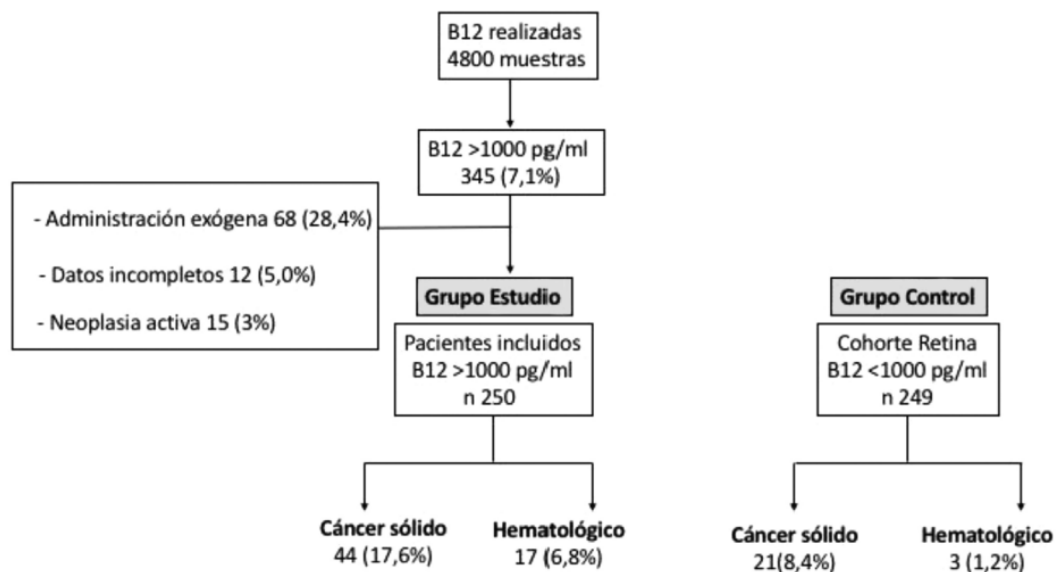 B12 realizadas
4800 muestras
B12 >1000 pg/ml
345 (7,1%)
- Administración exógena 68 (28,4%)
- Datos incompletos 12 (5,0%)
- Neoplasia activa 15 (3%)
Grupo Estudio
Pacientes incluidos
B12 >1000 pg/ml
n 250
Cáncer sólido
44 (17,6%)
Hematológico
17 (6,8%)
Grupo Control
Cohorte Retina
B12 <1000 pg/ml
n 249
Cáncer sólido
21(8,4%)
Hematológico
3 (1,2%)